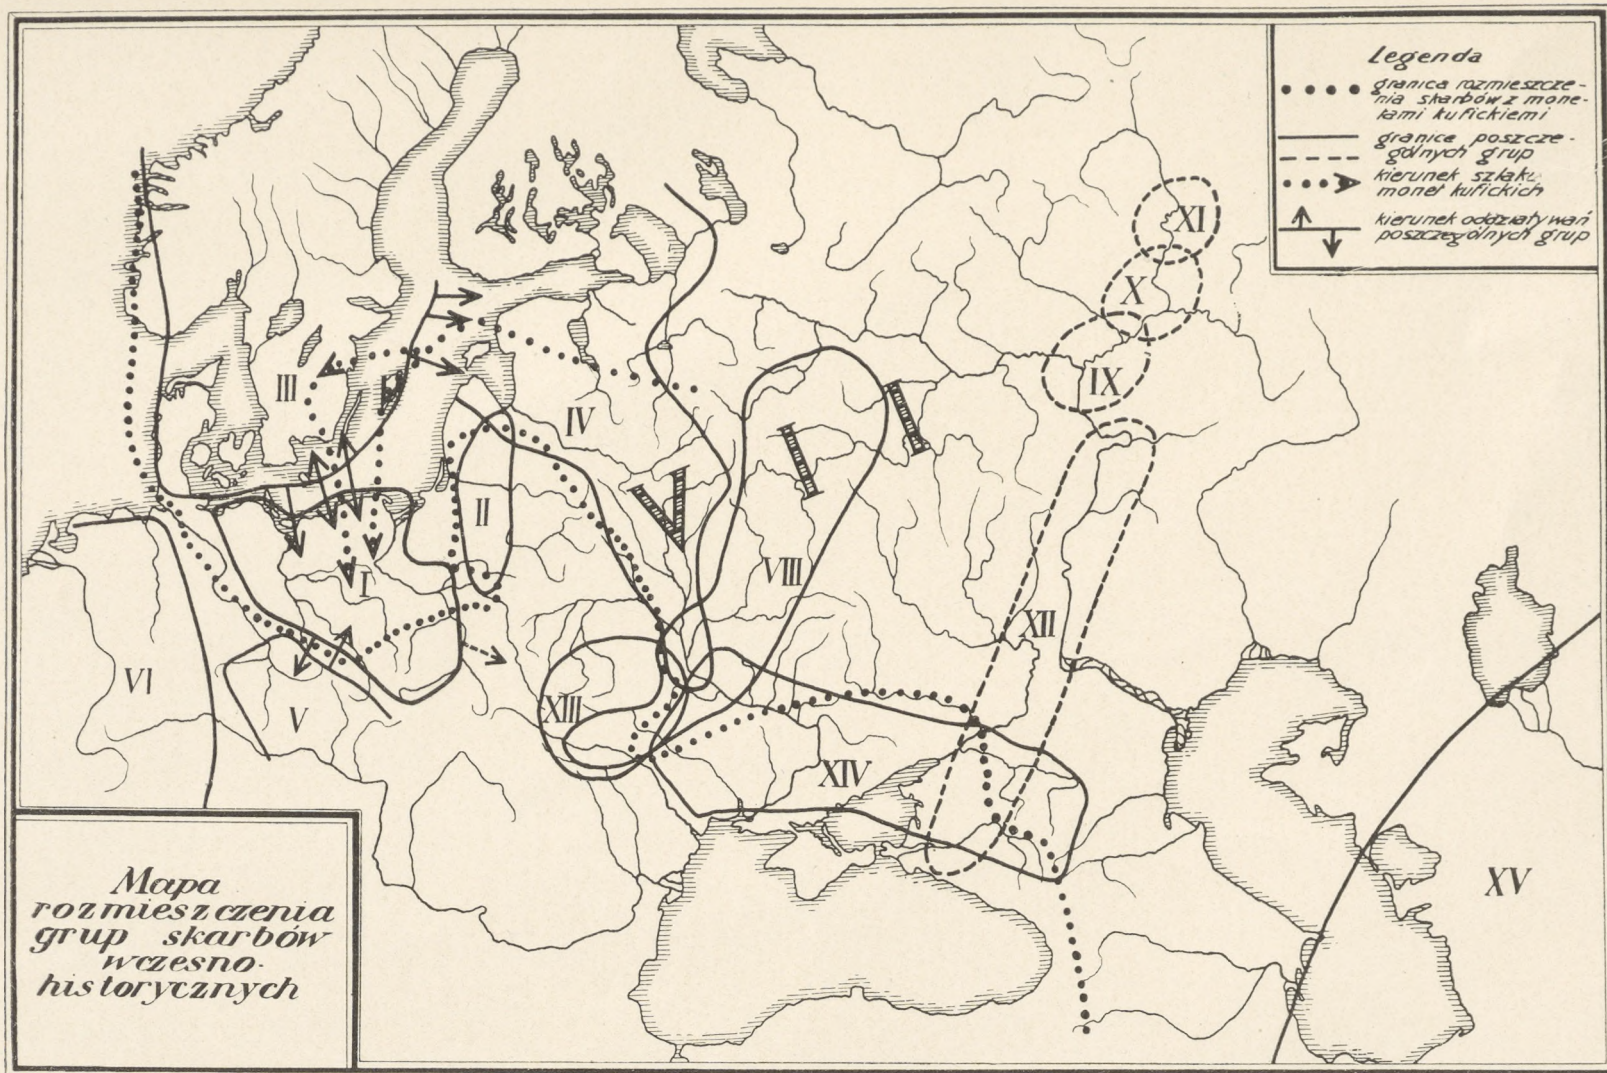 Legenda
granica rozmieszcze-
nia skarbów z mone-
tami kufickiemi
granice poszcze-
gólnych grup
kierunek szlaku
monet kufickich
kierunek oddziaływań
poszczególnych grup
XI
X
IX
III
IV
V I I
II
VIII
I
XII
VI
V
XIII
XIV
XV
Mapa
rozmieszczenia
grup skarbów
wczesno-
historycznych